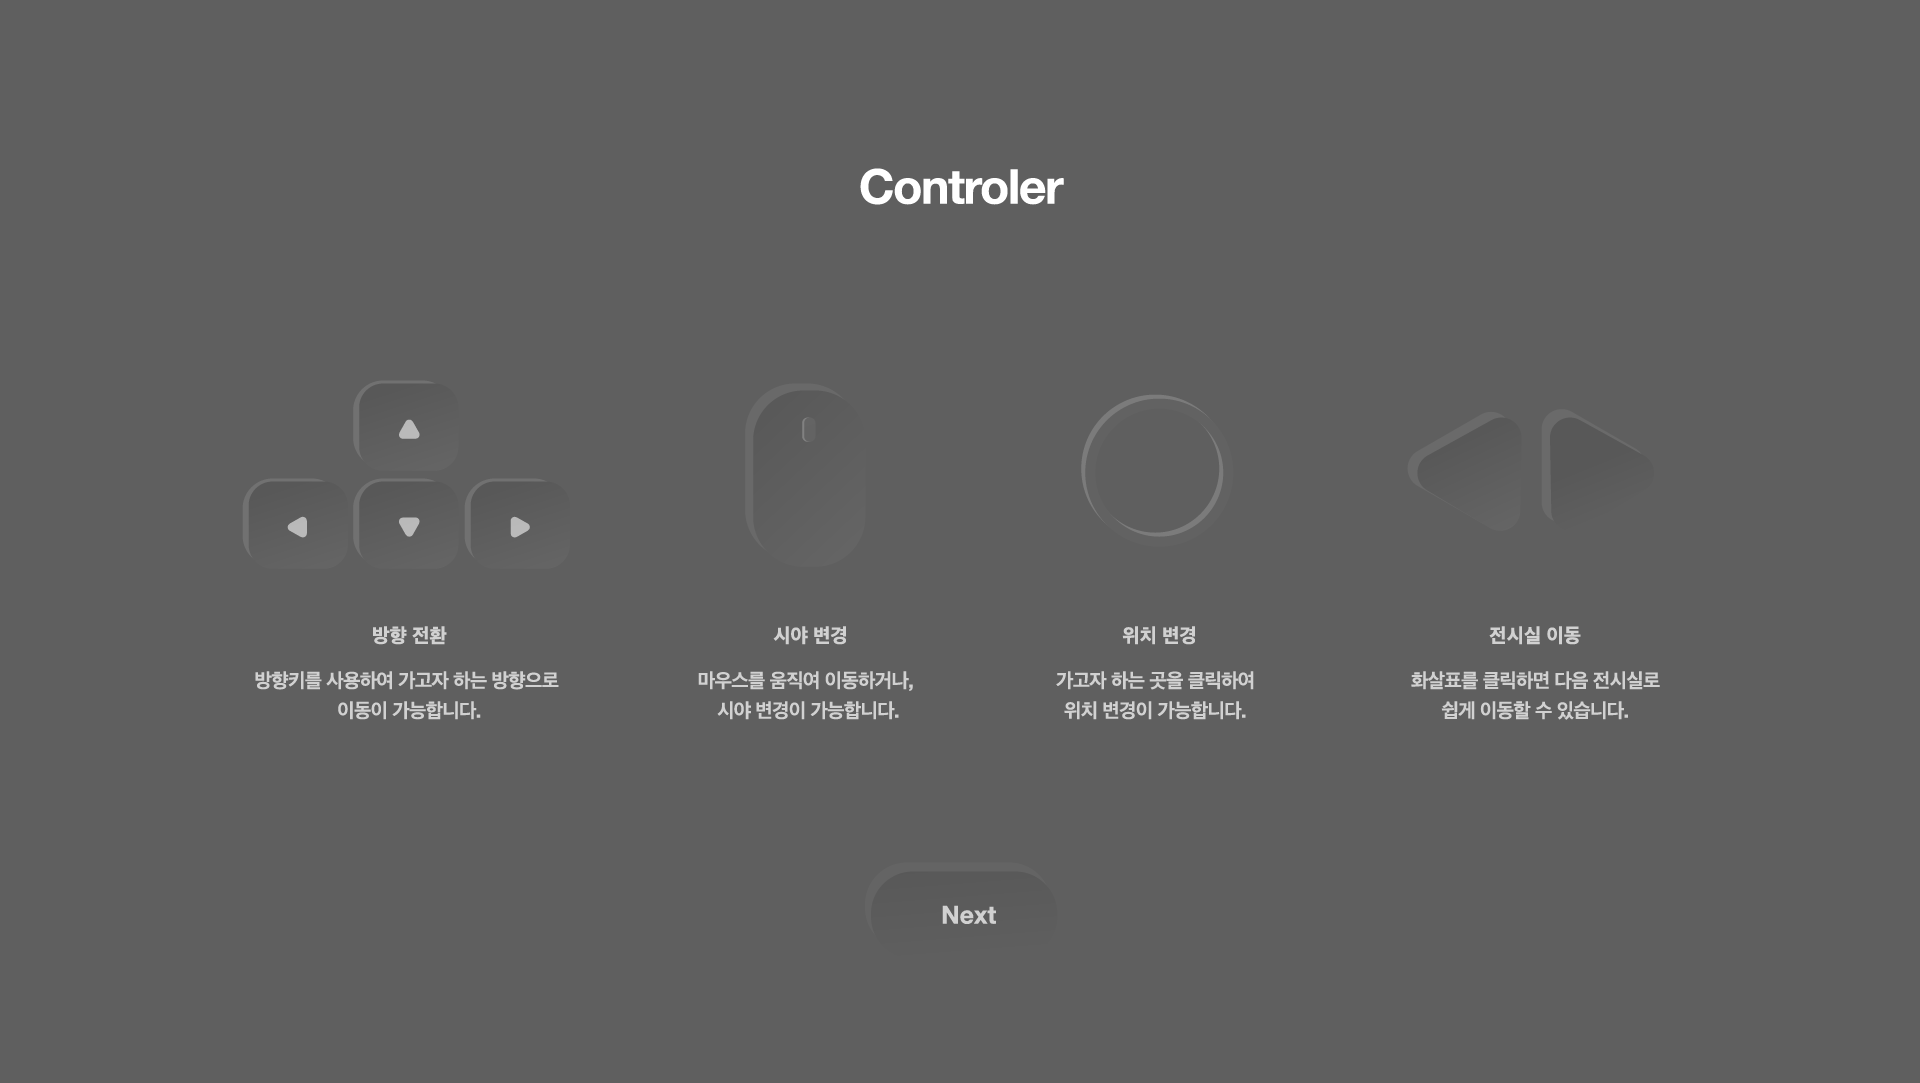 Controler
방향 전환
방향키를 사용하여 가고자 하는 방향으로
이동이 가능합니다.
시야 변경
마우스를 움직여 이동하거나,
시야 변경이 가능합니다.
위치 변경
가고자 하는 곳을 클릭하여
위치 변경이 가능합니다.
전시실 이동
화살표를 클릭하면 다음 전시실로
쉽게 이동할 수 있습니다.
Next